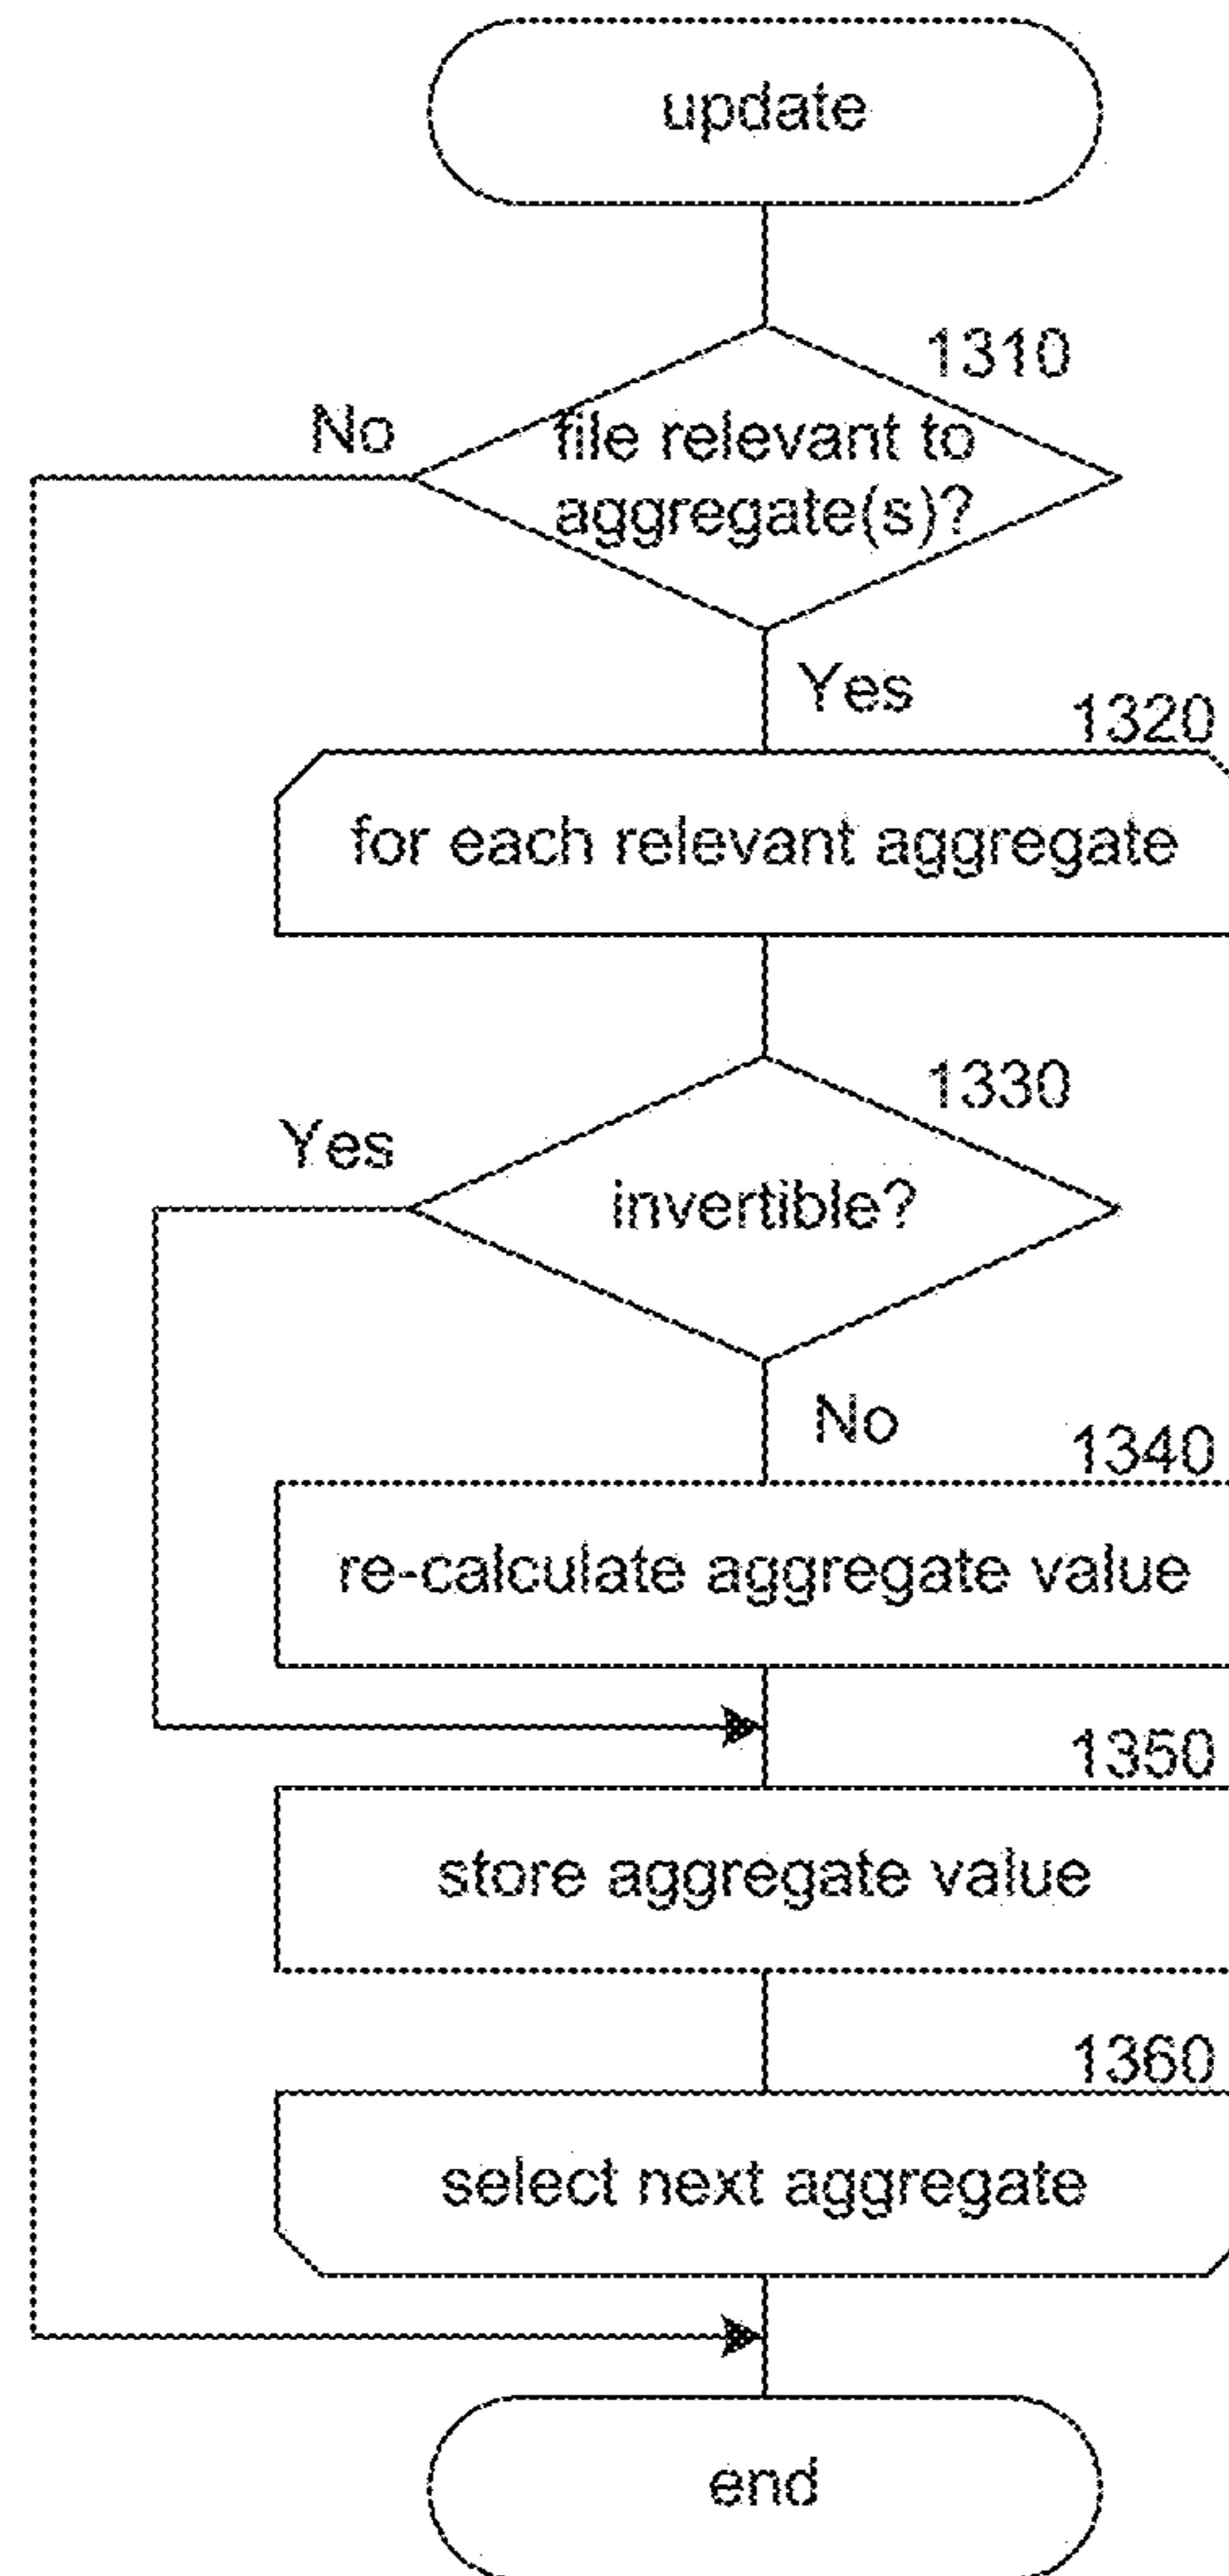 update
1310
No
file relevant to
aggregate(s)?
Yes
1320
for each relevant aggregate
1330
Yes
invertible?
No
1340
re-calculate aggregate value
1350
store aggregate value
1360
select next aggregate
end